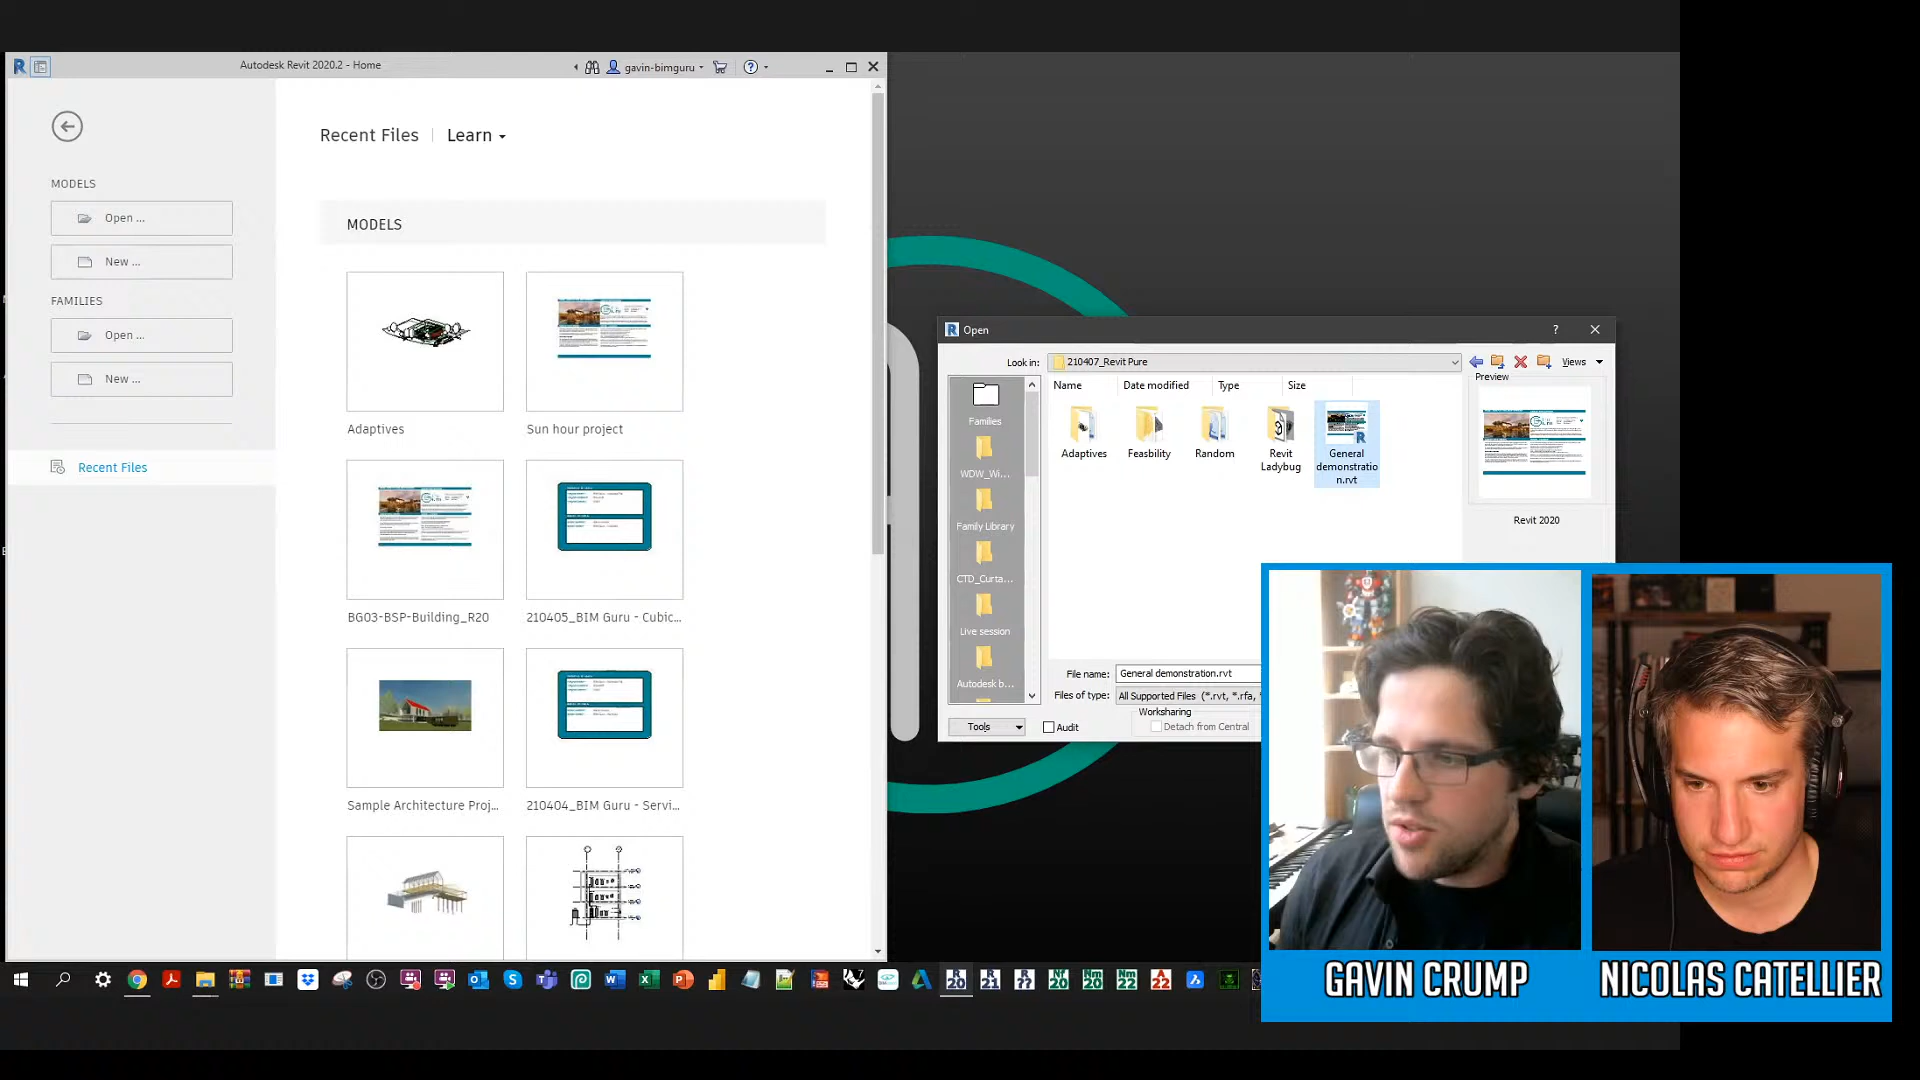 Autodesk Revit 2020.2 - Home
gavin-bimguru
Recent Files
Learn
MODELS
Open ...
New ...
FAMILIES
Open ...
New ...
Recent Files
MODELS
Adaptives
Sun hour project
BG03-BSP-Building_R20
210405_BIM Guru - Cubic...
Sample Architecture Proj...
210404_BIM Guru - Servi...
Open
Look in:
210407_Revit Pure
Views
Name
Date modified
Type
Size
Preview
Families
WDW_Wi...
Family Library
CTD_Curta...
Live session
Autodesk b...
Adaptives
Feasbility
Random
Revit
Ladybug
General
demonstratio
n.rvt
Revit 2020
File name:
General demonstration.rvt
Files of type:
All Supported Files (*.rvt, *.rfa, *
Worksharing
Tools
Audit
Detach from Central
GAVIN CRUMP
NICOLAS CATELLIER